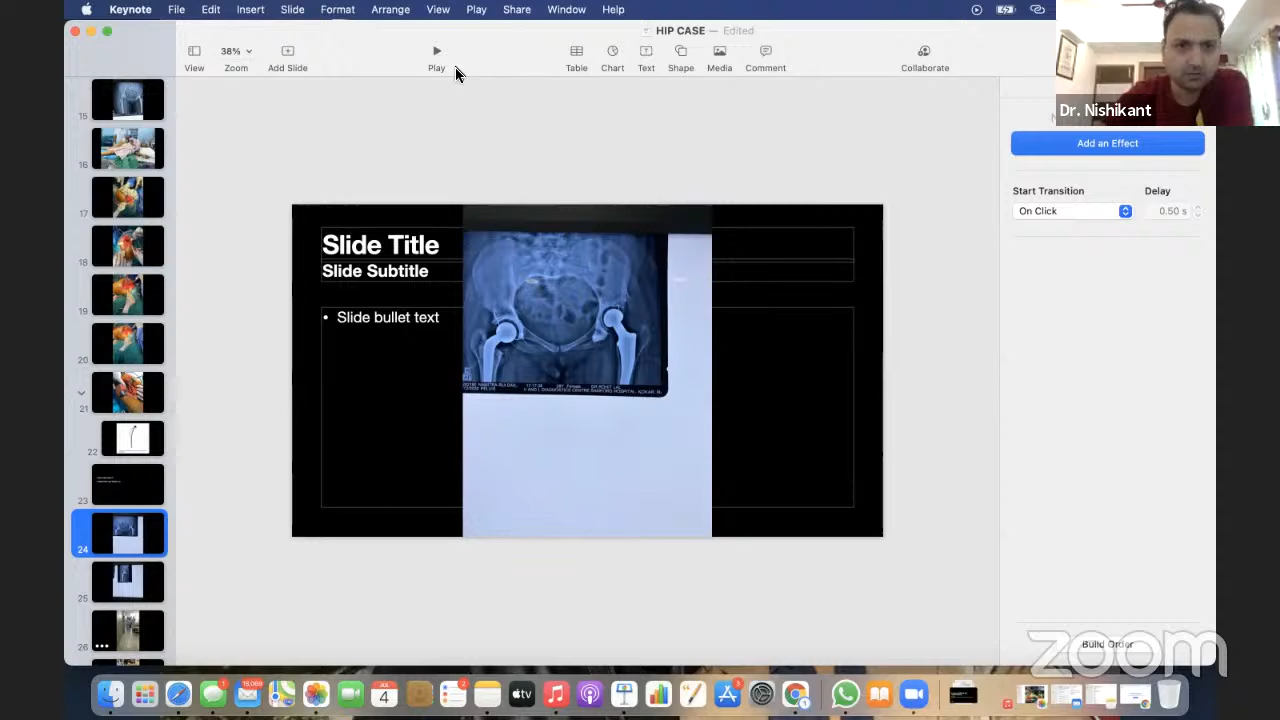 Keynote File Edit Insert Slide Format Arrange View Play Share Window Help
HIP CASE — Edited
38%
View Zoom Add Slide Play Table Chart Text Shape Media Comment Collaborate
Dr. Nishikant
Add an Effect
Start Transition Delay
On Click 0.50 s
Slide Title
Slide Subtitle
• Slide bullet text
15
16
17
18
19
20
21
22
23
24
25
26
Build Order
zoom
JUL
4
tv